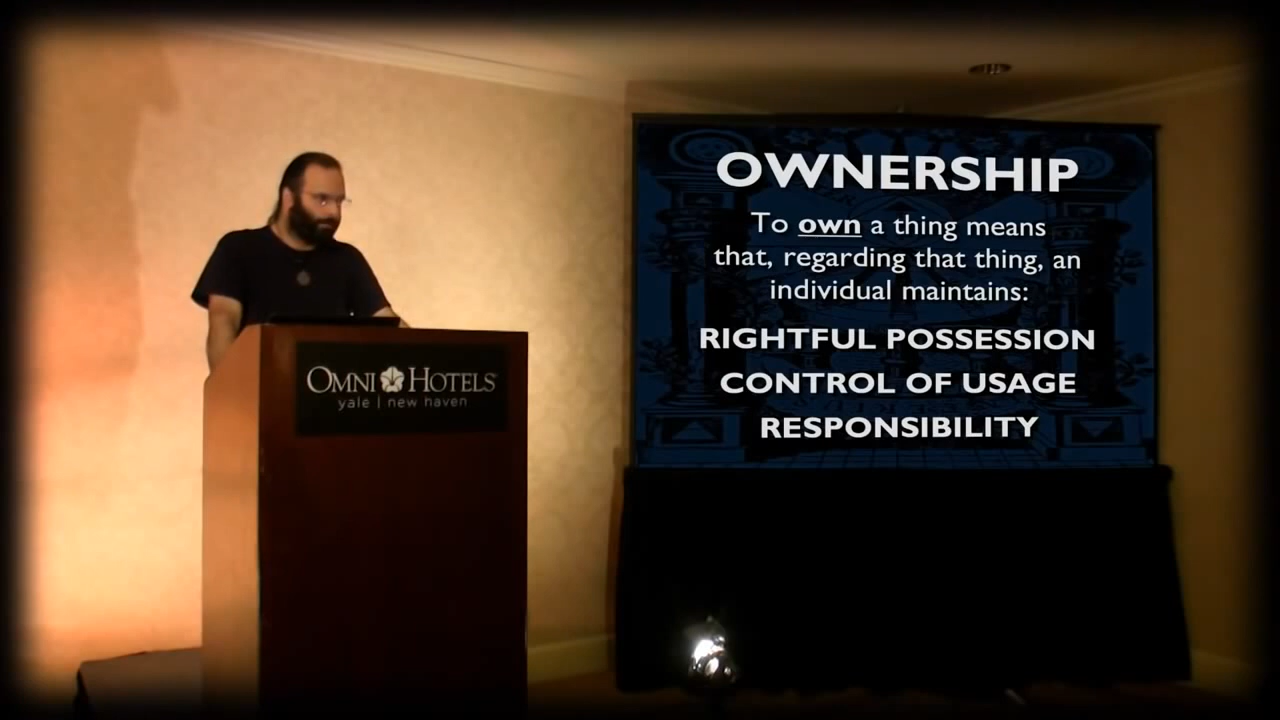 OWNERSHIP
To own a thing means
that, regarding that thing, an
individual maintains:
RIGHTFUL POSSESSION
CONTROL OF USAGE
RESPONSIBILITY
OMNI HOTELS
yale | new haven